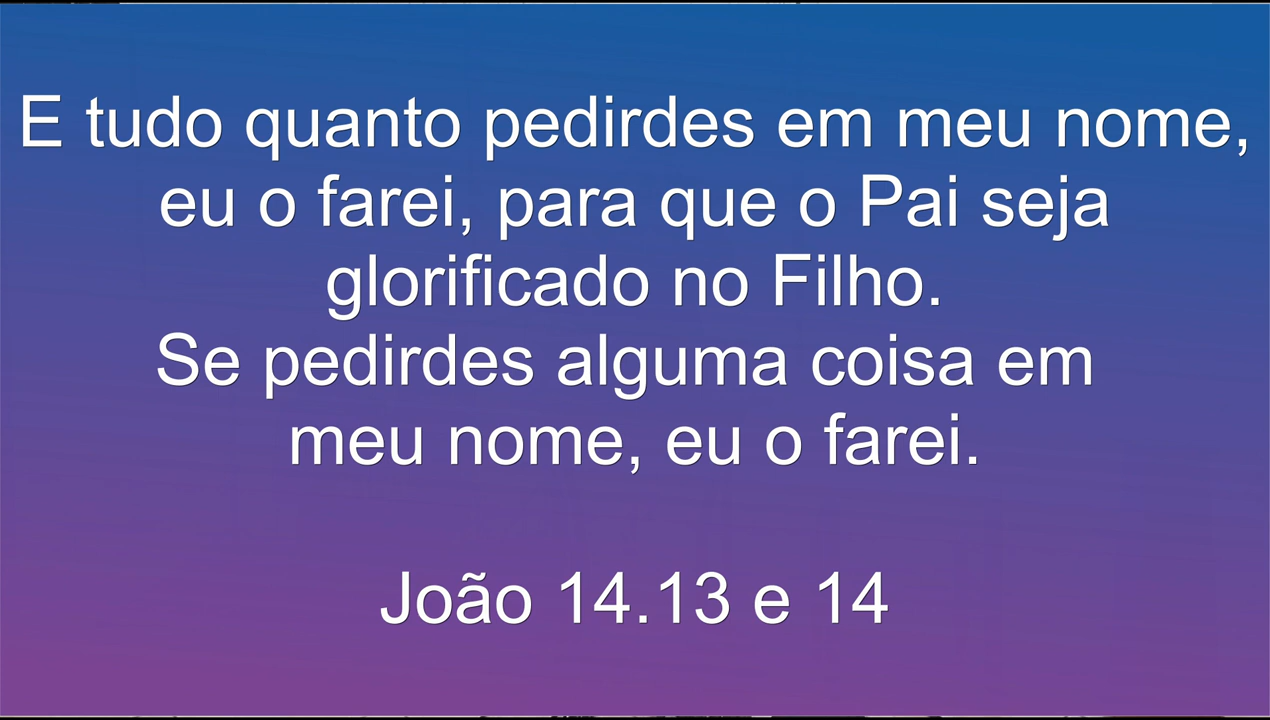 E tudo quanto pedirdes em meu nome,
eu o farei, para que o Pai seja
glorificado no Filho.
Se pedirdes alguma coisa em
meu nome, eu o farei.
João 14.13 e 14